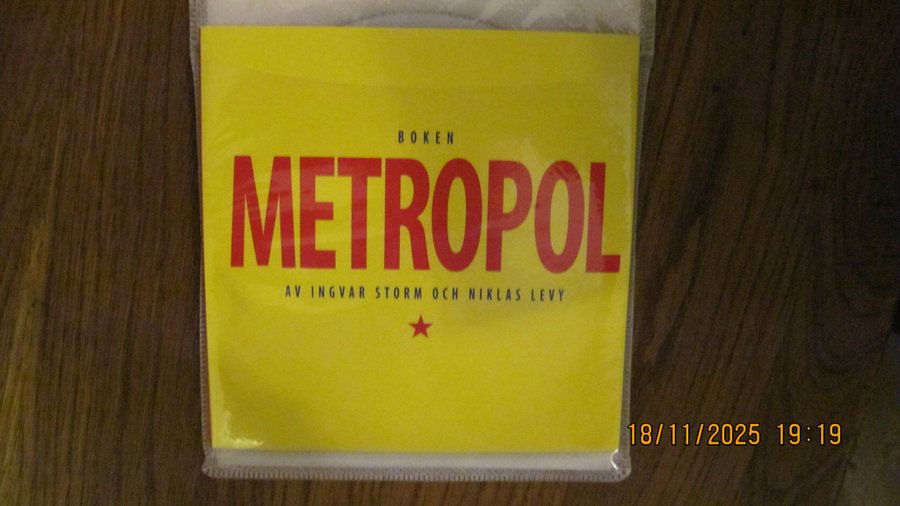 BOKEN
METROPOL
AV INGVAR STORM OCH NIKLAS LEVY
18/11/2025 19:19